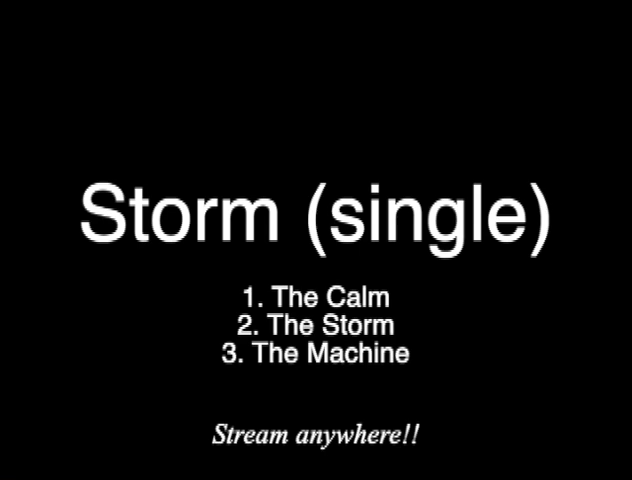 Storm (single)
1. The Calm
2. The Storm
3. The Machine
Stream anywhere!!